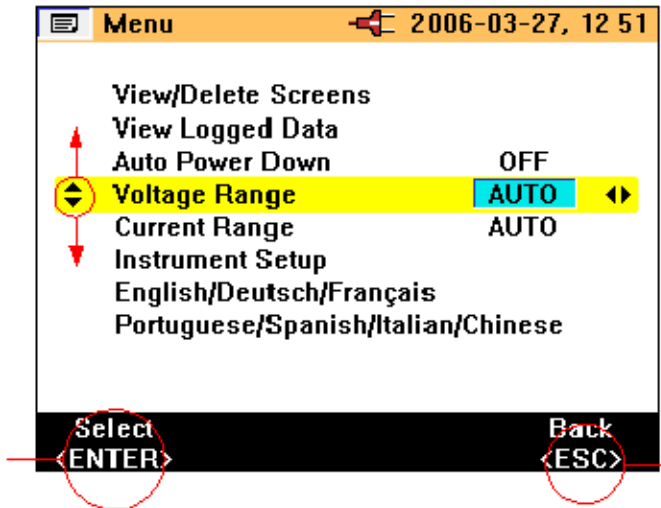 Menu 2006-03-27, 12 51
View/Delete Screens
View Logged Data
Auto Power Down OFF
Voltage Range AUTO
Current Range AUTO
Instrument Setup
English/Deutsch/Français
Portuguese/Spanish/Italian/Chinese
Select Back
<ENTER> <ESC>